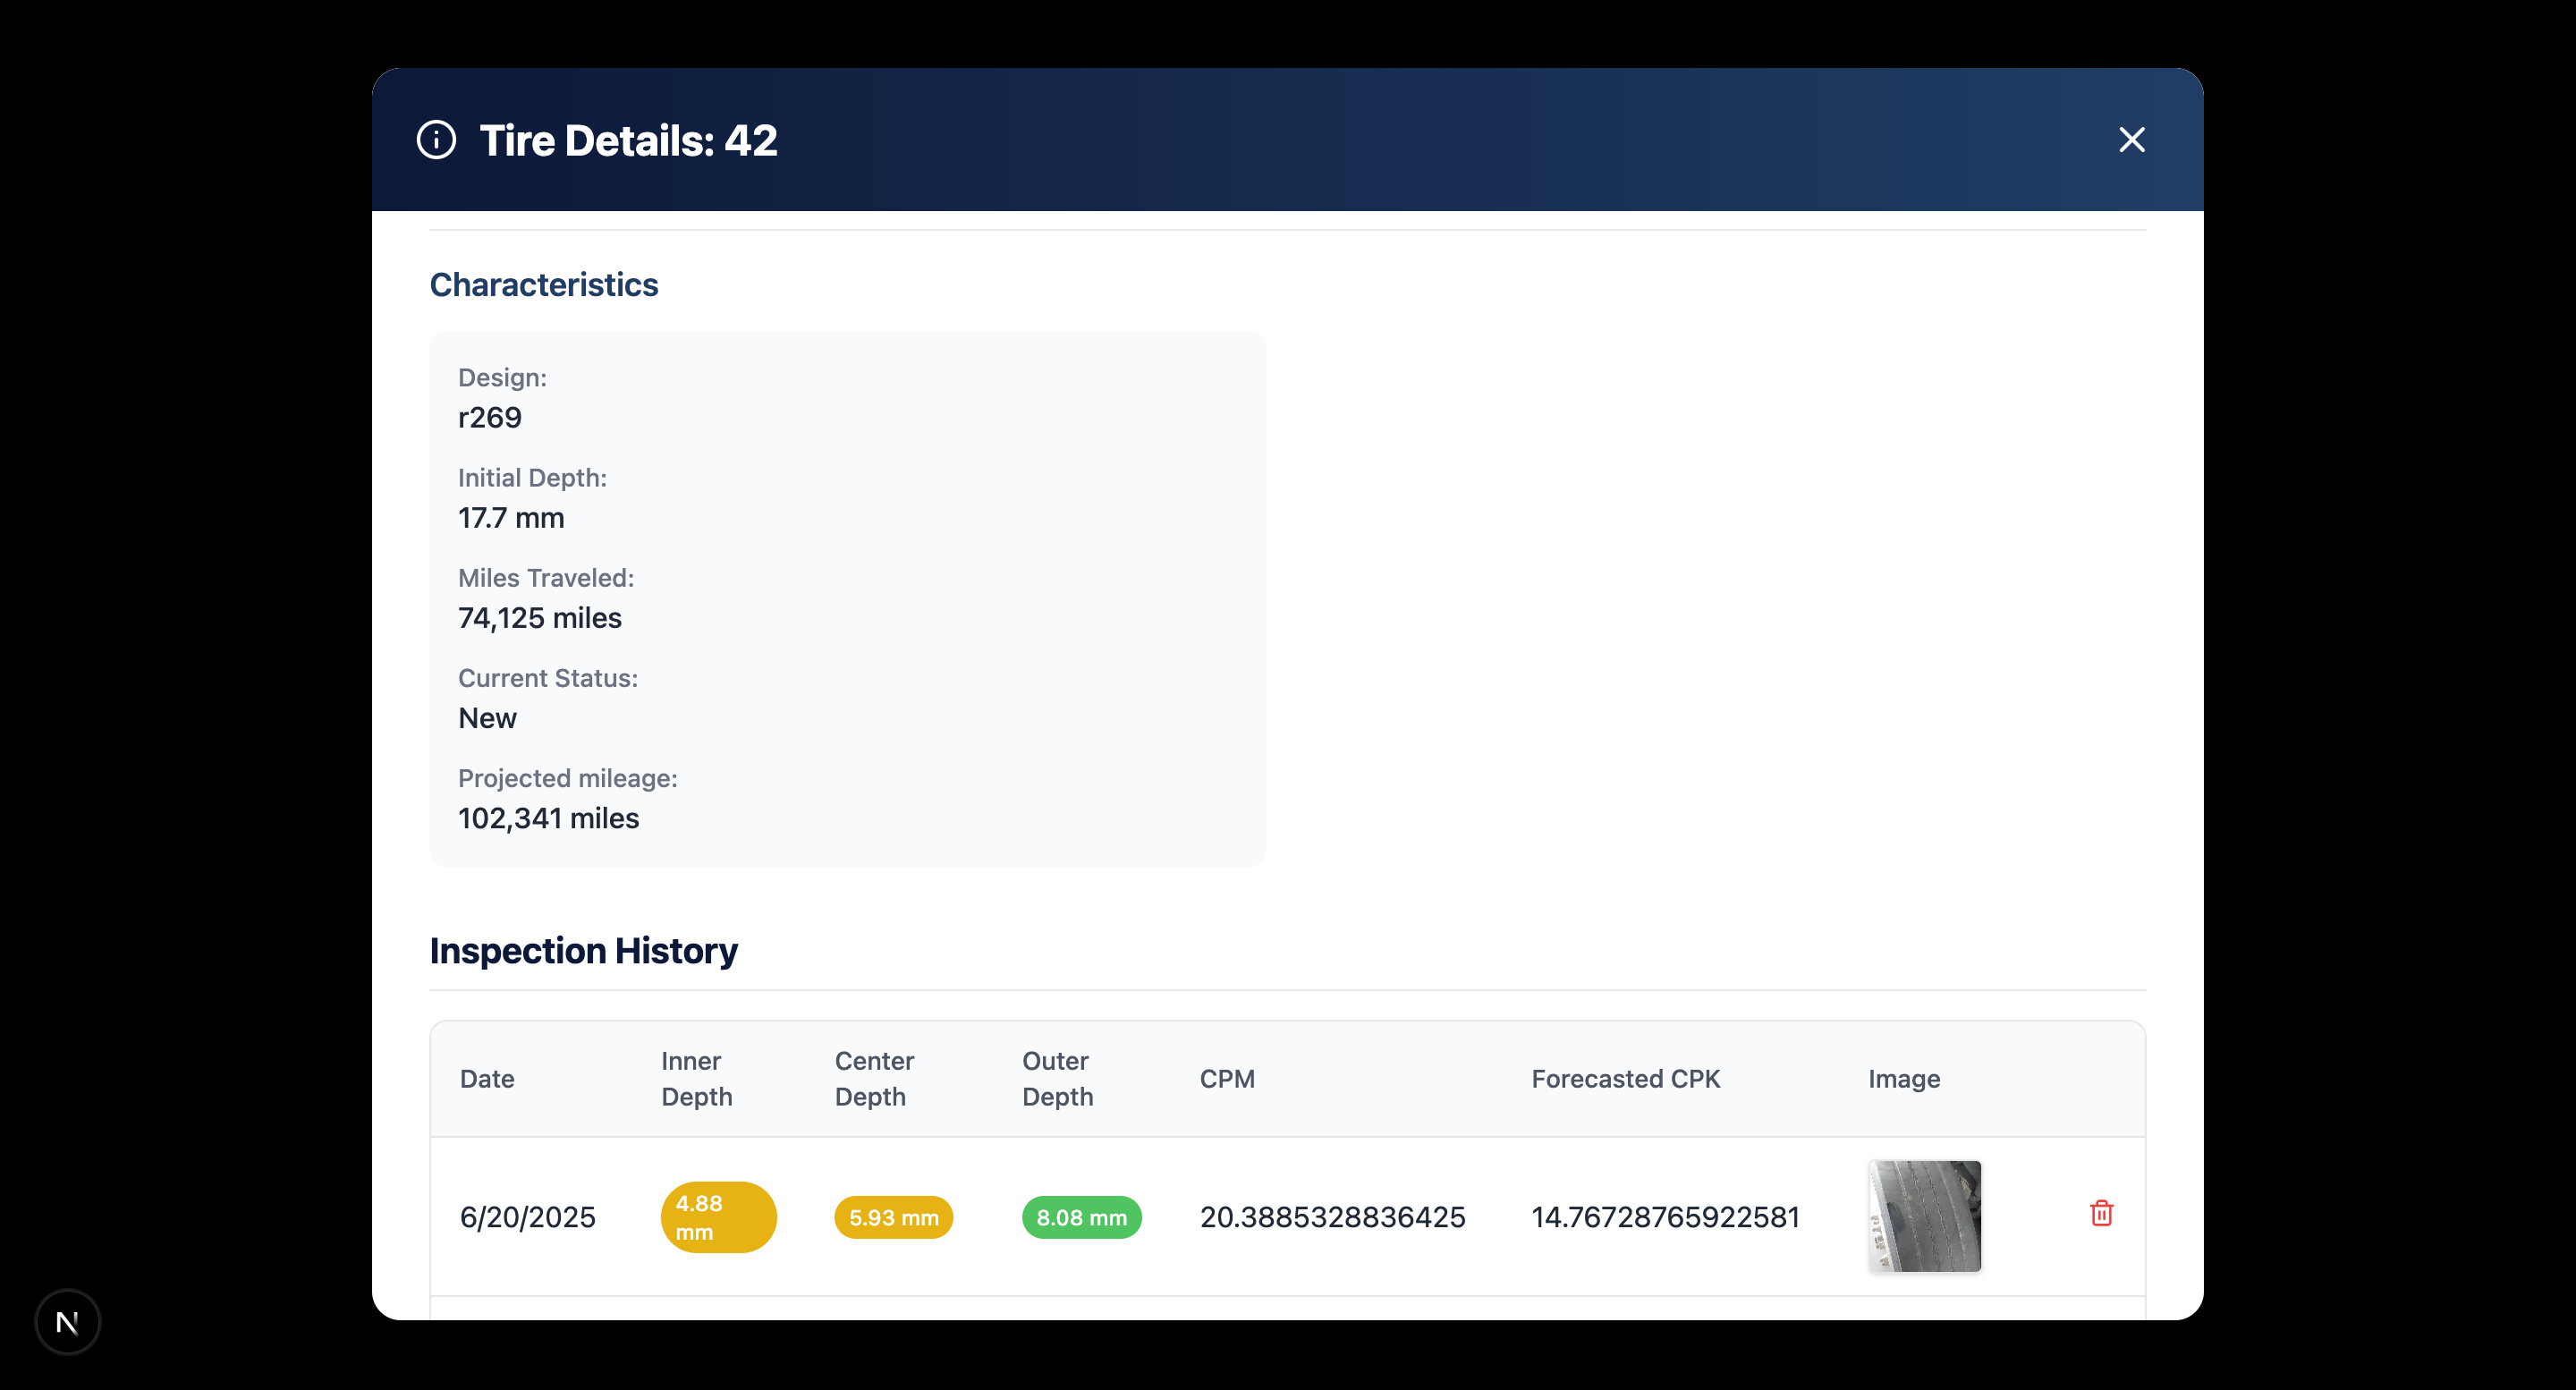 Tire Details: 42
Characteristics
Design:
r269
Initial Depth:
17.7 mm
Miles Traveled:
74,125 miles
Current Status:
New
Projected mileage:
102,341 miles
Inspection History
Date
Inner
Depth
Center
Depth
Outer
Depth
CPM
Forecasted CPK
Image
6/20/2025
4.88
mm
5.93 mm
8.08 mm
20.3885328836425
14.76728765922581
N